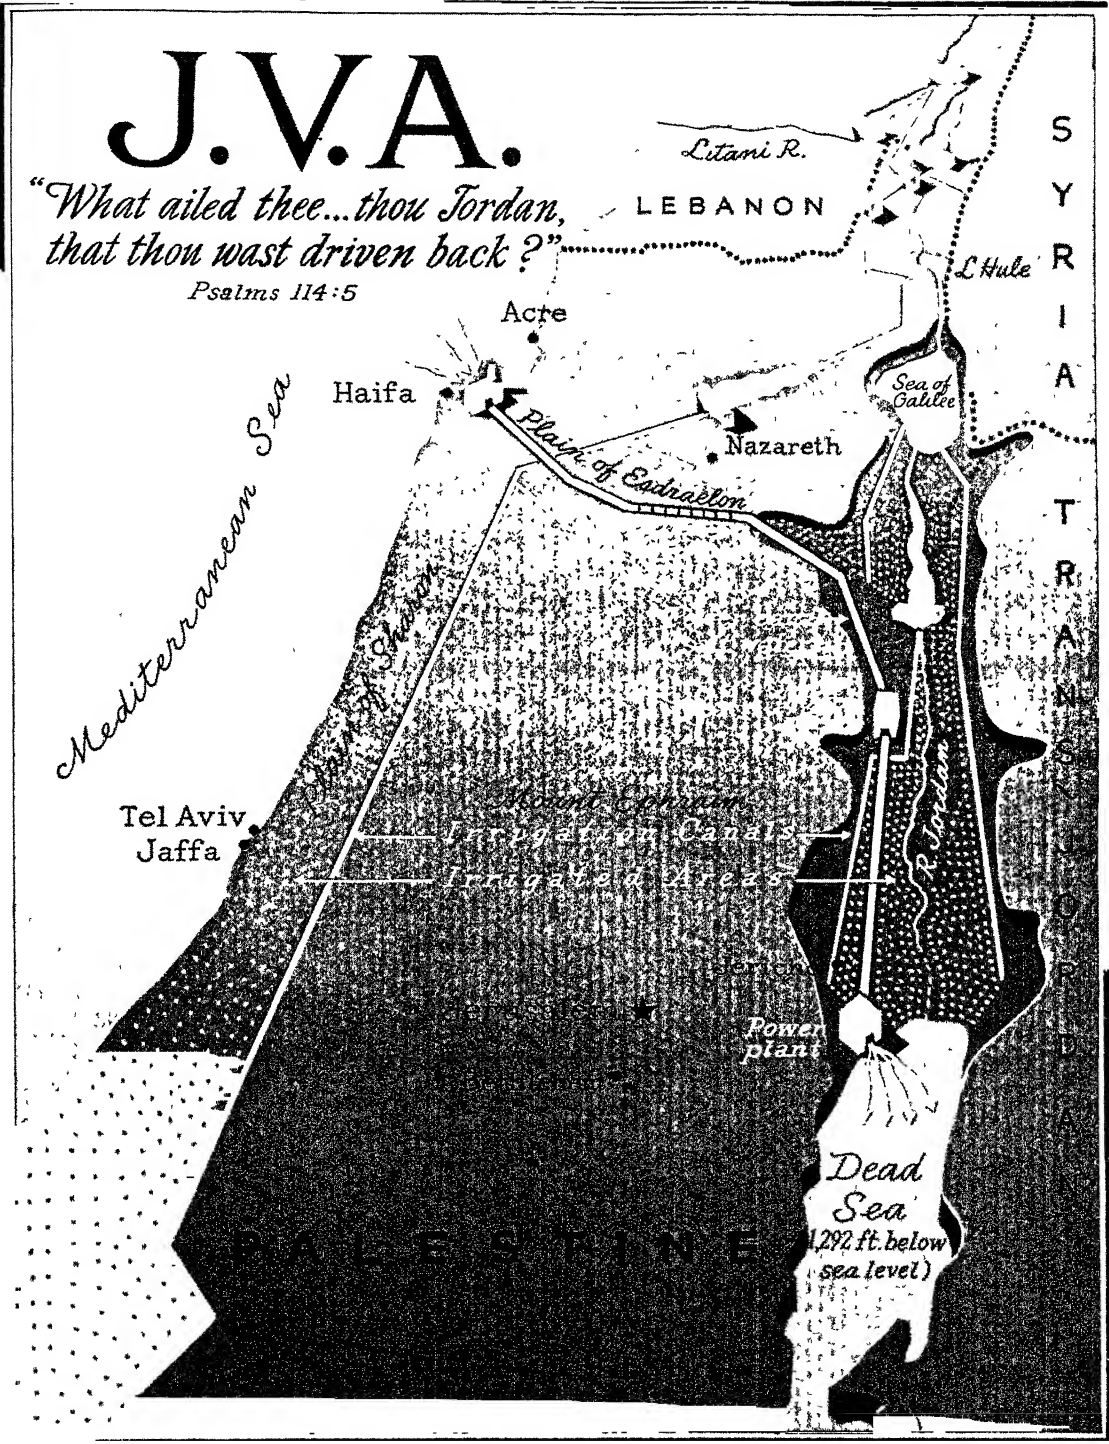 J.V.A.
"What ailed thee...thou Jordan,
that thou wast driven back?"
Psalms 114:5
Litani R.
LEBANON
SYRIA
L Hule
Acre
Haifa
Sea of
Galilee
Plain of Esdraelon
Nazareth
Mediterranean Sea
TRANSJORDAN
Plain of Sharon
Tel Aviv
Jaffa
Mount Ephraim
Irrigation Canals
Irrigated Areas
R. Jordan
Jericho
Jerusalem
Power
plant
Dead
Sea
(1,292 ft. below
sea level)
PALESTINE